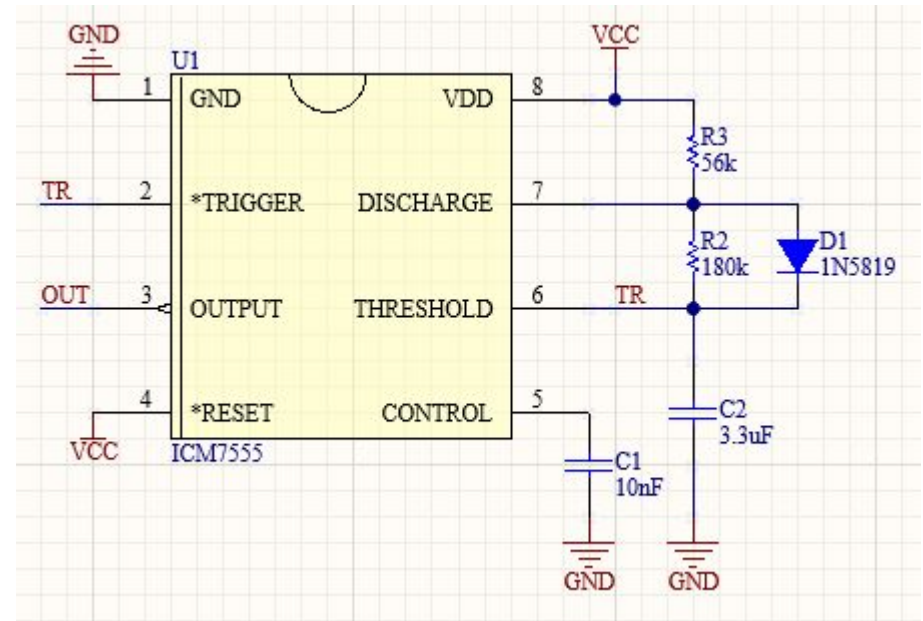 GND
VCC
U1
1
GND
VDD
8
R3
56k
TR
2
*TRIGGER
DISCHARGE
7
R2
180k
D1
1N5819
OUT
3
OUTPUT
THRESHOLD
6
TR
4
*RESET
CONTROL
5
C2
3.3uF
VCC
ICM7555
C1
10nF
GND
GND